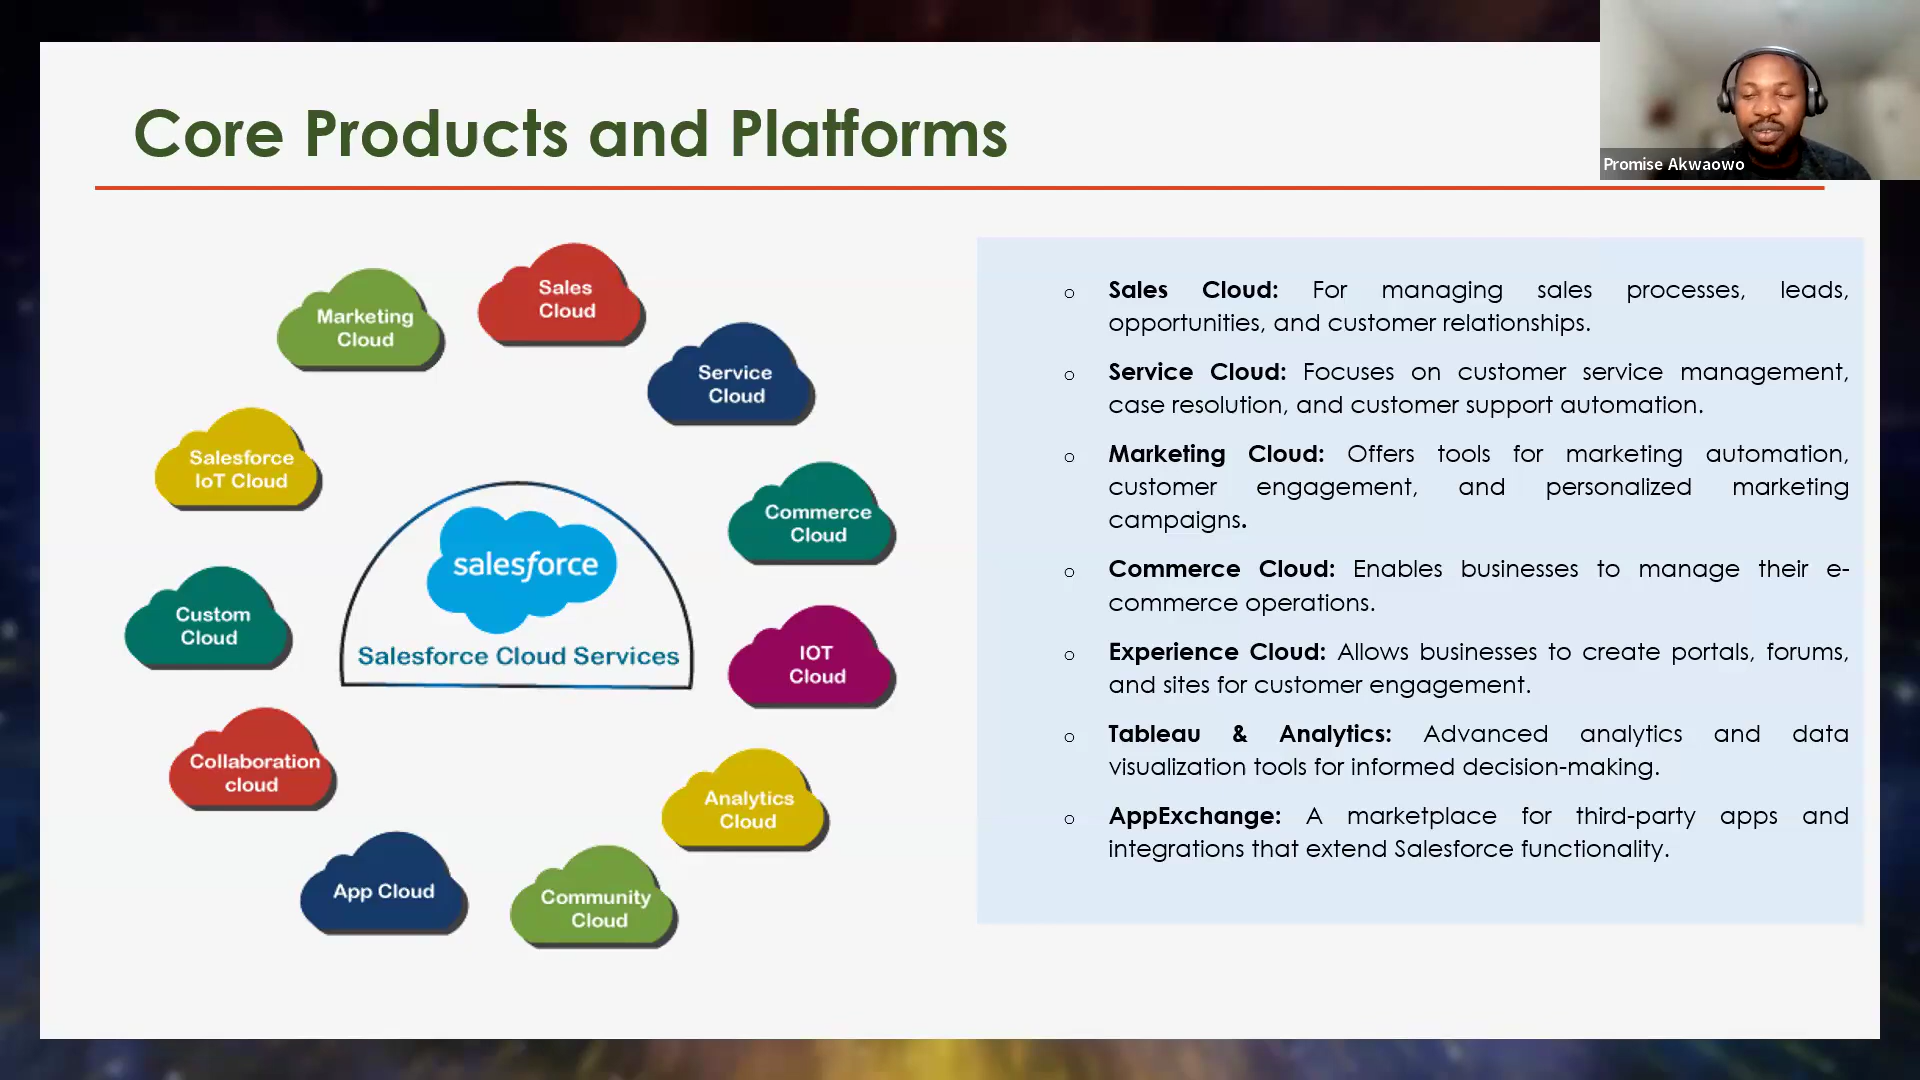 Core Products and Platforms
Promise Akwaowo
Sales
Cloud
Marketing
Cloud
Service
Cloud
Salesforce
IoT Cloud
Commerce
Cloud
salesforce
Salesforce Cloud Services
Custom
Cloud
IOT
Cloud
Collaboration
cloud
Analytics
Cloud
App Cloud
Community
Cloud
o Sales Cloud: For managing sales processes, leads,
opportunities, and customer relationships.
o Service Cloud: Focuses on customer service management,
case resolution, and customer support automation.
o Marketing Cloud: Offers tools for marketing automation,
customer engagement, and personalized marketing
campaigns.
o Commerce Cloud: Enables businesses to manage their e-
commerce operations.
o Experience Cloud: Allows businesses to create portals, forums,
and sites for customer engagement.
o Tableau & Analytics: Advanced analytics and data
visualization tools for informed decision-making.
o AppExchange: A marketplace for third-party apps and
integrations that extend Salesforce functionality.